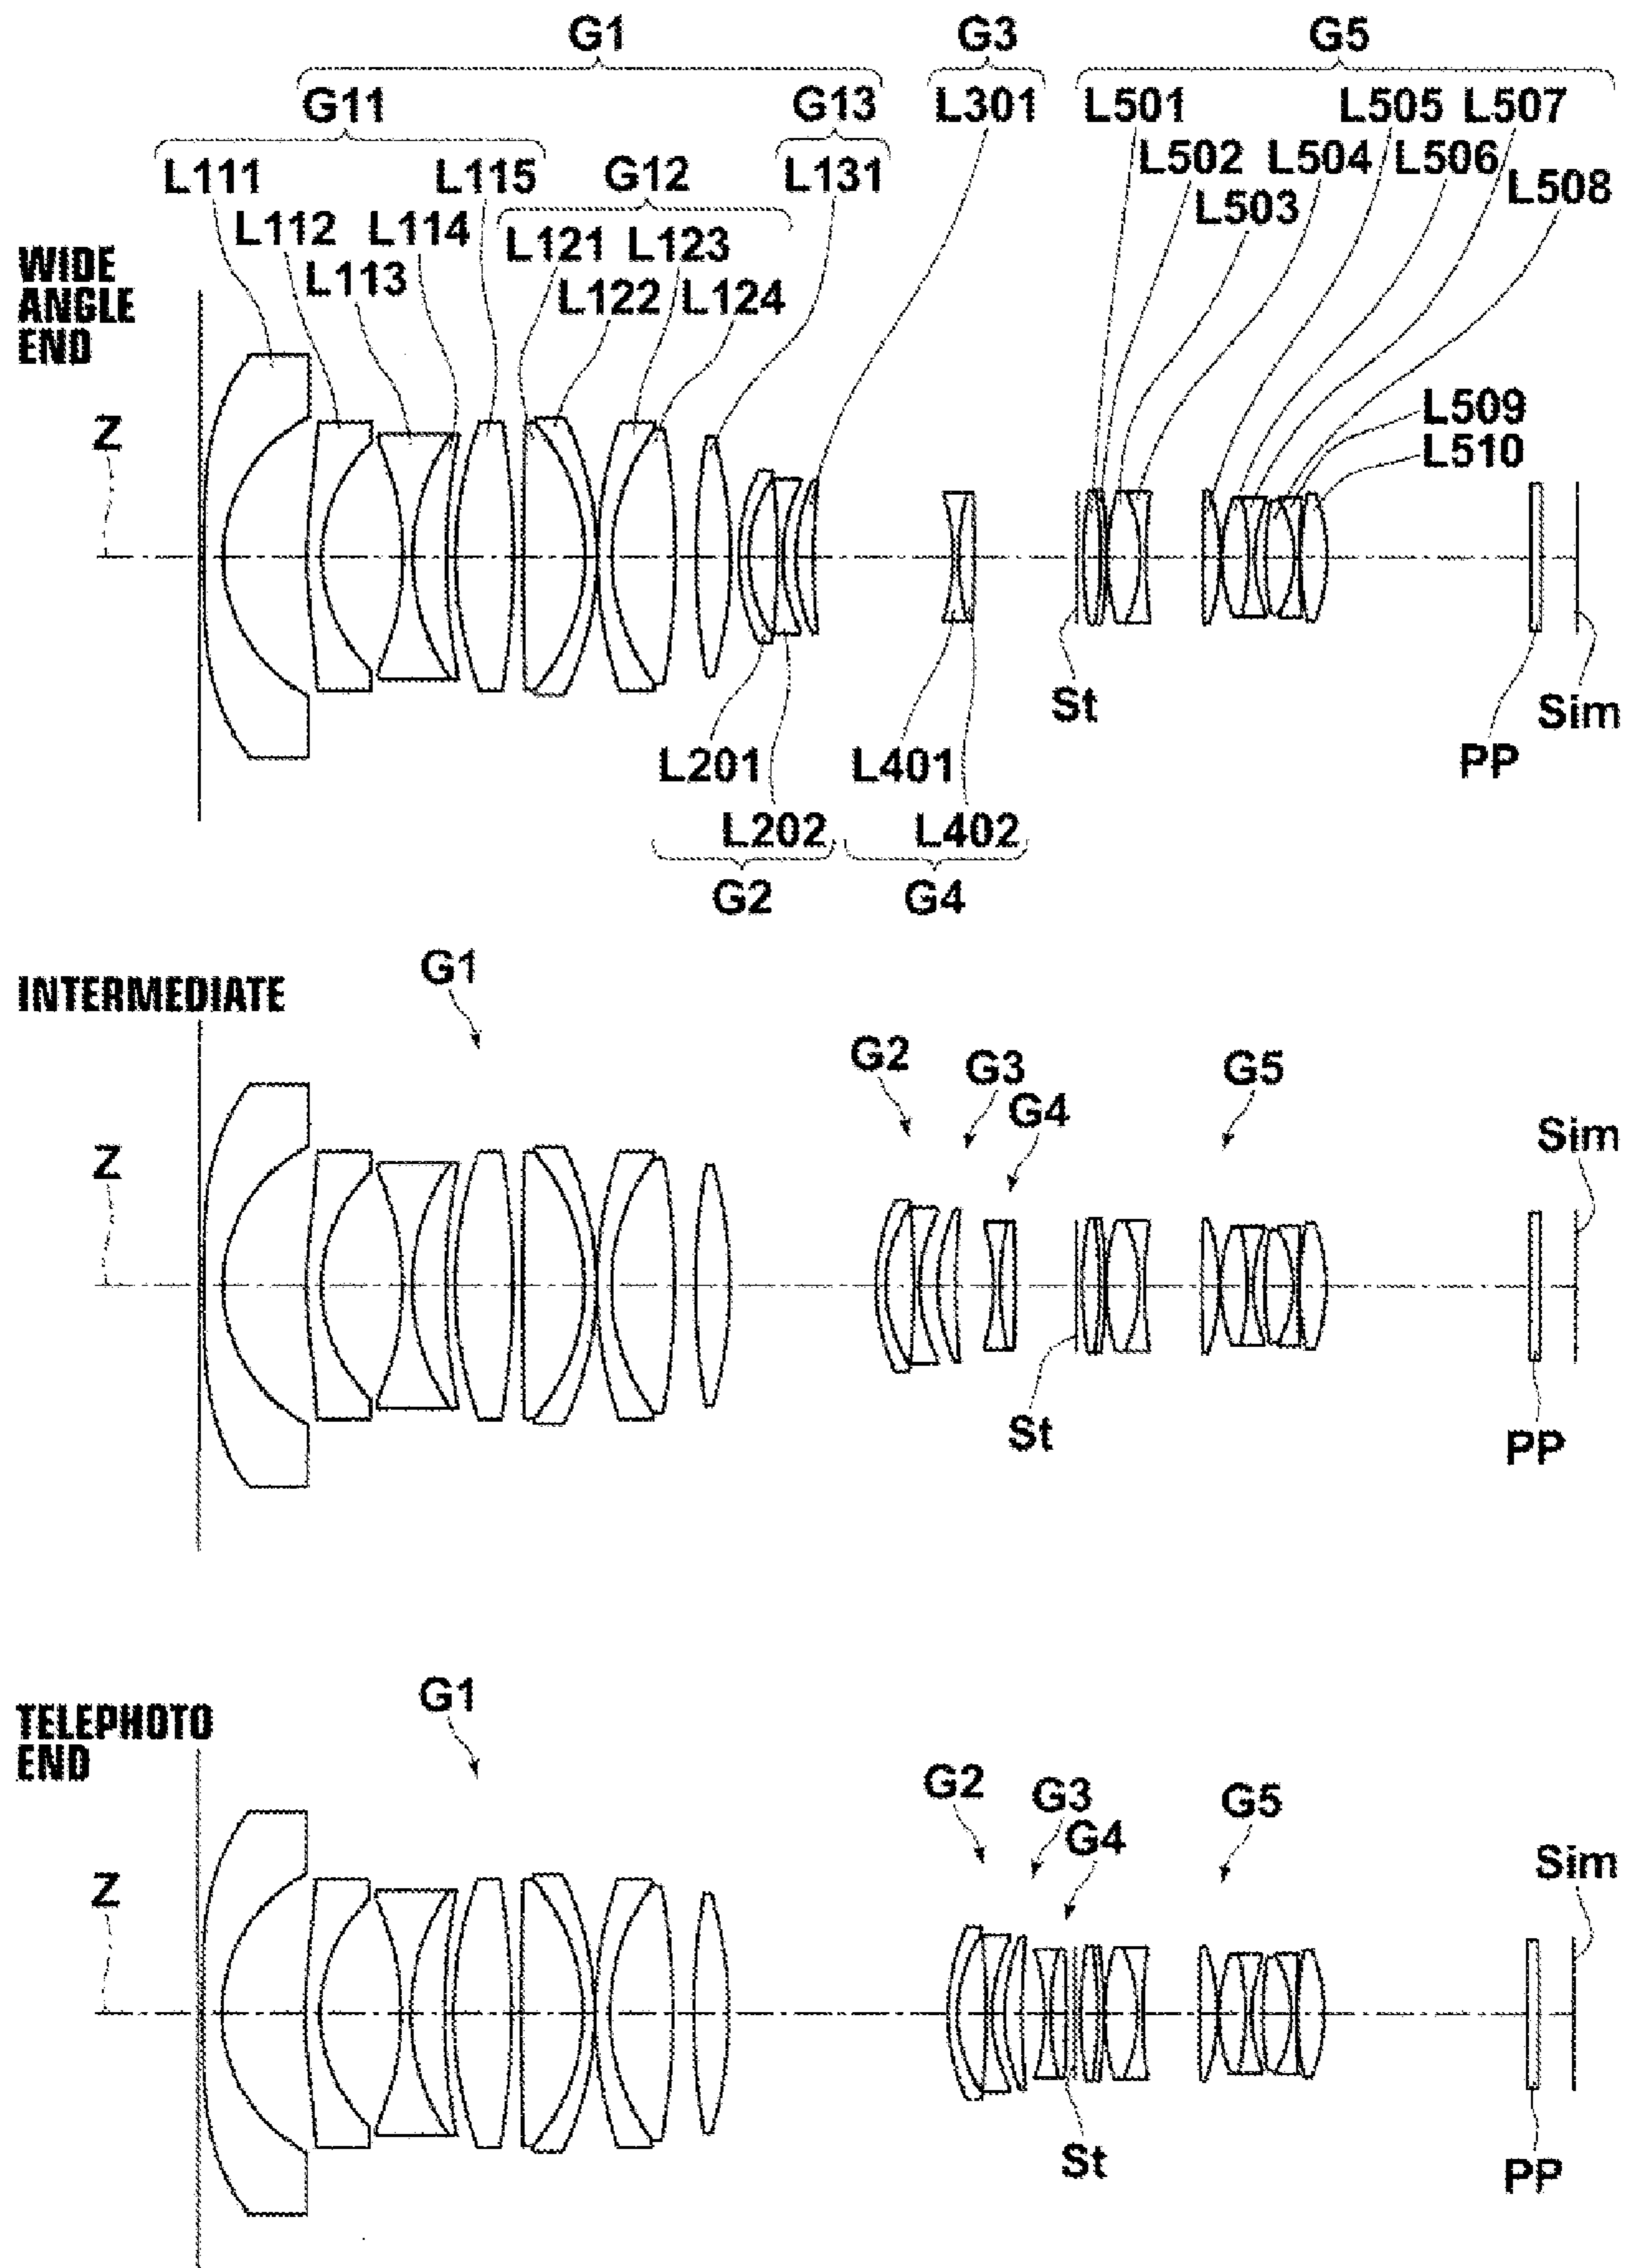 G1 G3 G5
G11 G13 L301 L501 L505 L507
L111 L115 G12 L131 L502 L504 L506 L508
L112 L114 L121 L123 L503
L113 L122 L124
WIDE
ANGLE
END
Z
L509
L510
St
Sim
PP
L201 L401
L202 L402
G2 G4
INTERMEDIATE
G1
G2 G3 G5
G4
Z
Sim
St
PP
TELEPHOTO
END
G1
G2 G3 G5
G4
Z
Sim
St
PP